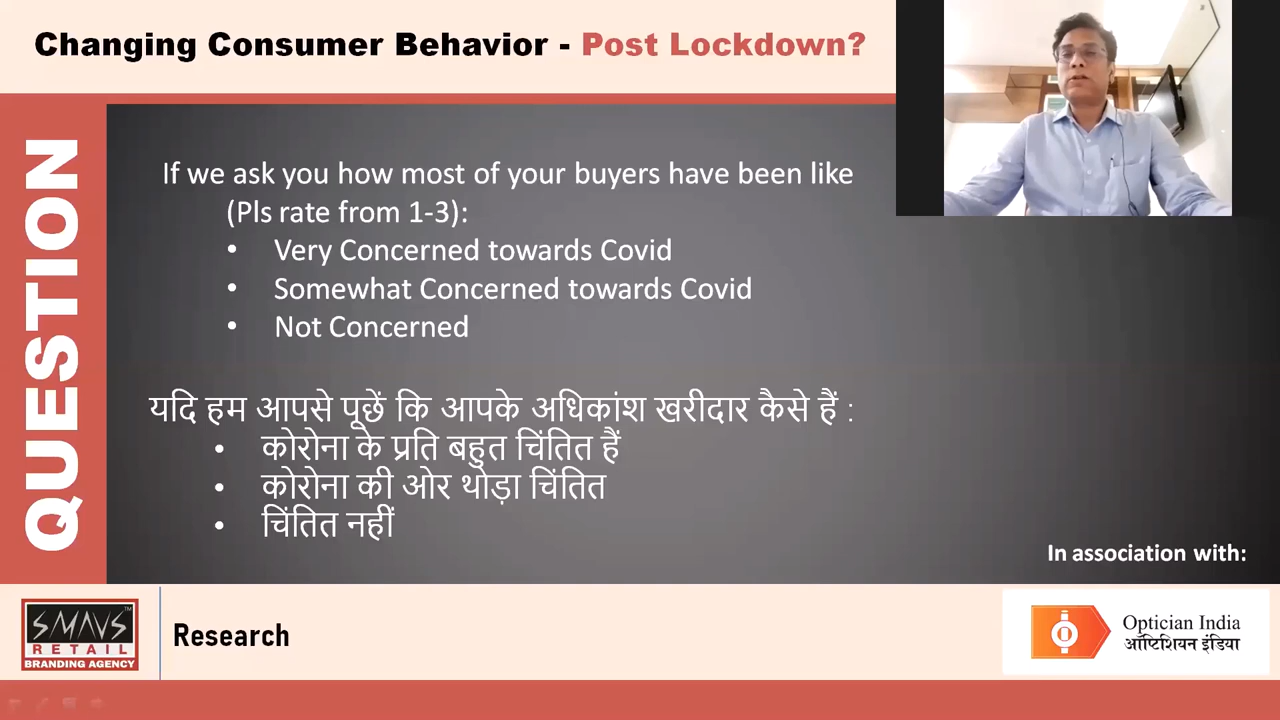 Changing Consumer Behavior - Post Lockdown?
QUESTION
If we ask you how most of your buyers have been like
(Pls rate from 1-3):
• Very Concerned towards Covid
• Somewhat Concerned towards Covid
• Not Concerned
यदि हम आपसे पूछें कि आपके अधिकांश खरीदार कैसे हैं :
• कोरोना के प्रति बहुत चिंतित हैं
• कोरोना की ओर थोड़ा चिंतित
• चिंतित नहीं
In association with:
SMAVS™
RETAIL
BRANDING AGENCY
Research
Optician India
ऑप्टिशियन इंडिया